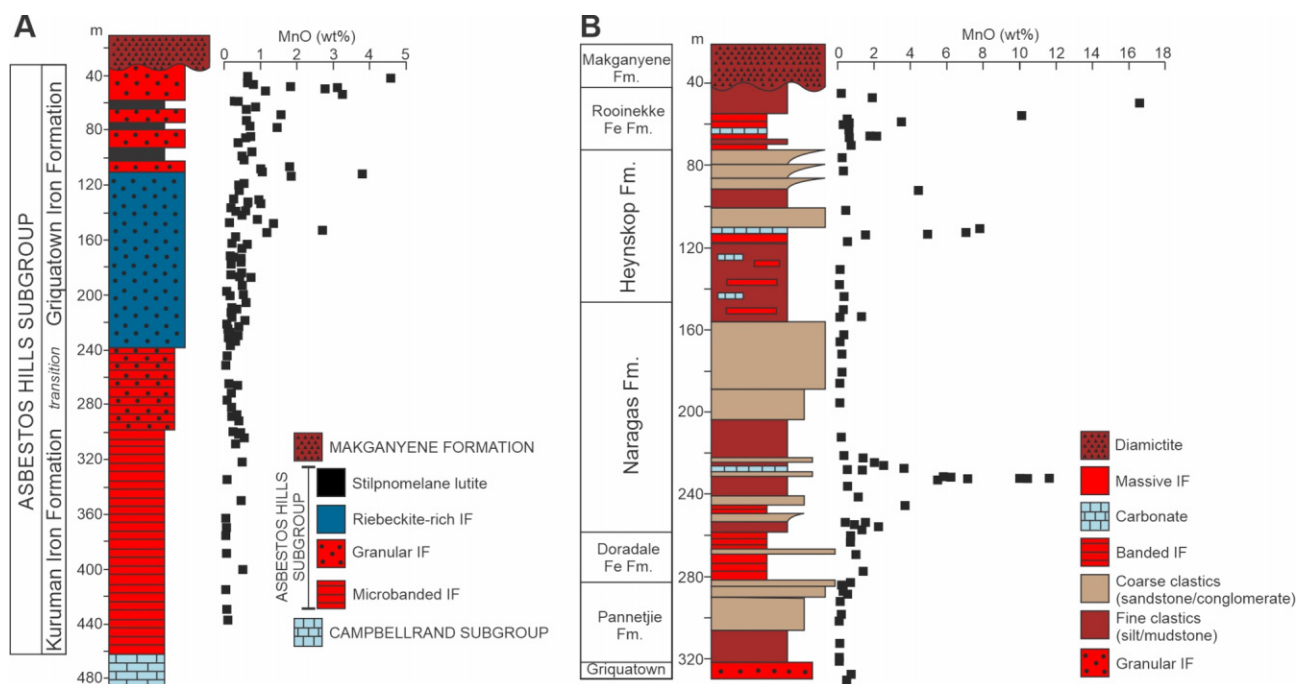 A
m
MnO (wt%)
0 1 2 3 4 5
40
80
120
160
200
240
280
320
360
400
440
480
ASBESTOS HILLS SUBGROUP
Griquatown Iron Formation
transition
Kuruman Iron Formation
MAKGANYENE FORMATION
ASBESTOS HILLS
SUBGROUP
Stilpnomelane lutite
Riebeckite-rich IF
Granular IF
Microbanded IF
CAMPBELLRAND SUBGROUP
B
m
MnO (wt%)
0 2 4 6 8 10 12 14 16 18
40
80
120
160
200
240
280
320
Makganyene
Fm.
Rooinekke
Fe Fm.
Heynskop Fm.
Naragas Fm.
Doradale
Fe Fm.
Pannetjie
Fm.
Griquatown
Diamictite
Massive IF
Carbonate
Banded IF
Coarse clastics
(sandstone/conglomerate)
Fine clastics
(silt/mudstone)
Granular IF